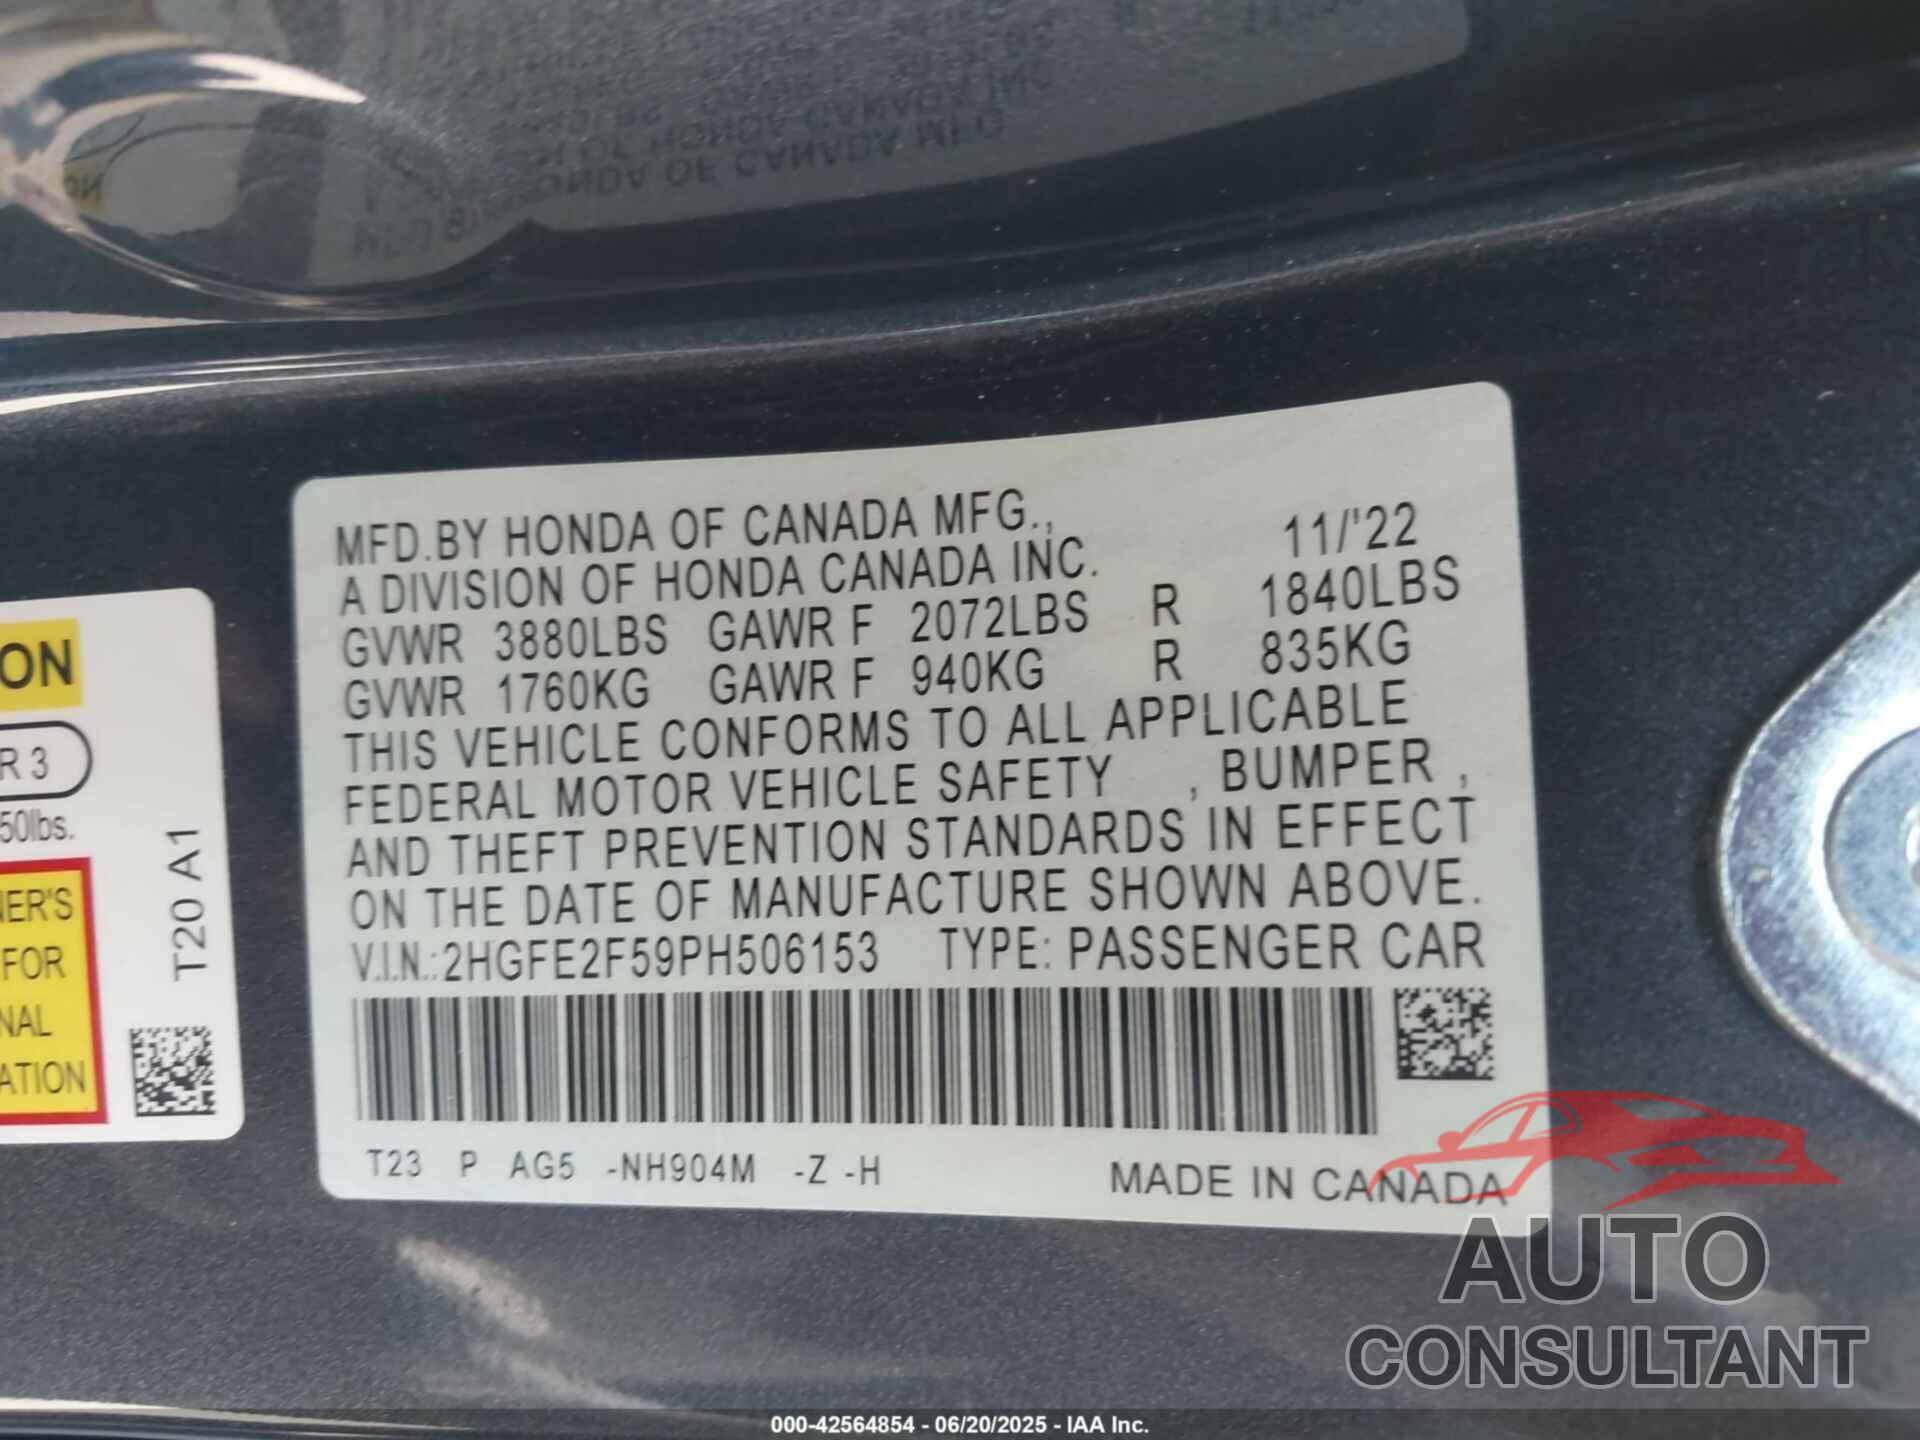 MFD.BY HONDA OF CANADA MFG., 11/'22
A DIVISION OF HONDA CANADA INC.
GVWR 3880LBS GAWR F 2072LBS R 1840LBS
GVWR 1760KG GAWR F 940KG R 835KG
THIS VEHICLE CONFORMS TO ALL APPLICABLE
FEDERAL MOTOR VEHICLE SAFETY , BUMPER ,
AND THEFT PREVENTION STANDARDS IN EFFECT
ON THE DATE OF MANUFACTURE SHOWN ABOVE.
V.I.N.:2HGFE2F59PH506153 TYPE: PASSENGER CAR
T23 P AG5 -NH904M -Z -H MADE IN CANADA
ON
R 3
50lbs.
NER'S
FOR
NAL
ATION
T20 A1
AUTO
CONSULTANT
000-42564854 - 06/20/2025 - IAA Inc.